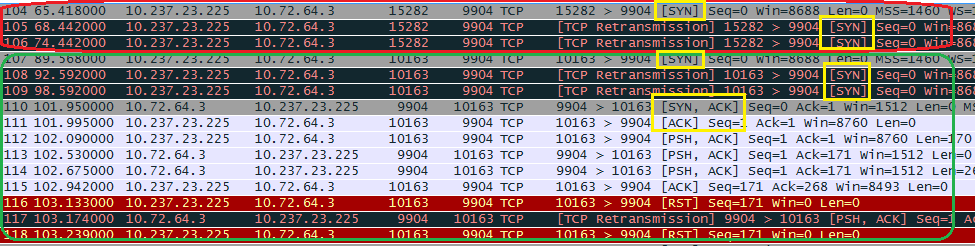 104 64.418000 10.237.23.225 10.72.64.3 15282 9904 TCP 15282 > 9904 [SYN] Seq=0 Win=8688 Len=0 MSS=1460 WS=1
105 68.442000 10.237.23.225 10.72.64.3 15282 9904 TCP [TCP Retransmission] 15282 > 9904 [SYN] Seq=0 Win=868
106 74.442000 10.237.23.225 10.72.64.3 15282 9904 TCP [TCP Retransmission] 15282 > 9904 [SYN] Seq=0 Win=868
107 89.568000 10.237.23.225 10.72.64.3 10163 9904 TCP 10163 > 9904 [SYN] Seq=0 Win=8688 Len=0 MSS=1460 WS=1
108 92.592000 10.237.23.225 10.72.64.3 10163 9904 TCP [TCP Retransmission] 10163 > 9904 [SYN] Seq=0 Win=868
109 98.592000 10.237.23.225 10.72.64.3 10163 9904 TCP [TCP Retransmission] 10163 > 9904 [SYN] Seq=0 Win=868
110 101.950000 10.72.64.3 10.237.23.225 9904 10163 TCP 9904 > 10163 [SYN, ACK] Seq=0 Ack=1 Win=1512 Len=0 MS
111 101.995000 10.237.23.225 10.72.64.3 10163 9904 TCP 10163 > 9904 [ACK] Seq=1 Ack=1 Win=8760 Len=0
112 102.090000 10.237.23.225 10.72.64.3 10163 9904 TCP 10163 > 9904 [PSH, ACK] Seq=1 Ack=1 Win=8760 Len=170
113 102.530000 10.72.64.3 10.237.23.225 9904 10163 TCP 9904 > 10163 [PSH, ACK] Seq=1 Ack=171 Win=1512 Len=0
114 102.675000 10.72.64.3 10.237.23.225 9904 10163 TCP 9904 > 10163 [PSH, ACK] Seq=1 Ack=171 Win=1512 Len=26
115 102.942000 10.237.23.225 10.72.64.3 10163 9904 TCP 10163 > 9904 [ACK] Seq=171 Ack=268 Win=8493 Len=0
116 103.133000 10.237.23.225 10.72.64.3 10163 9904 TCP 10163 > 9904 [RST] Seq=171 Win=0 Len=0
117 103.174000 10.72.64.3 10.237.23.225 9904 10163 TCP [TCP Retransmission] 9904 > 10163 [PSH, ACK] Seq=1
118 103.239000 10.237.23.225 10.72.64.3 10163 9904 TCP 10163 > 9904 [RST] Seq=171 Win=0 Len=0